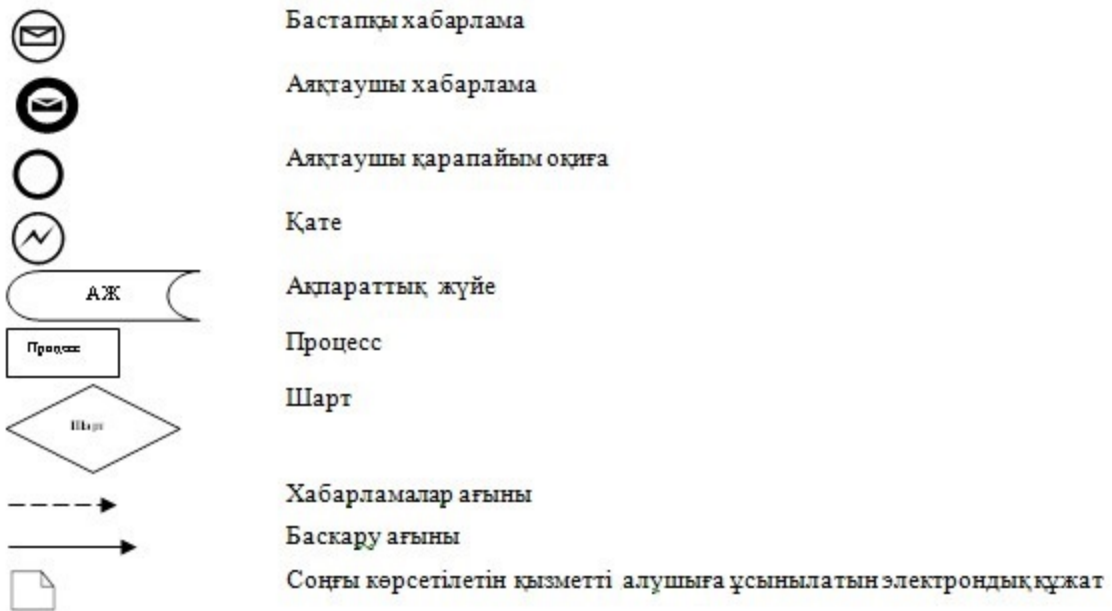 Бастапқы хабарлама
Аяқтаушы хабарлама
Аяқтаушы қарапайым оқиға
Қате
АЖ
Ақпараттық жүйе
Процесс
Процесс
Шарт
Шарт
Хабарламалар ағыны
Баскару ағыны
Соңғы көрсетілетін қызметті алушыға ұсынылатын электрондық құжат